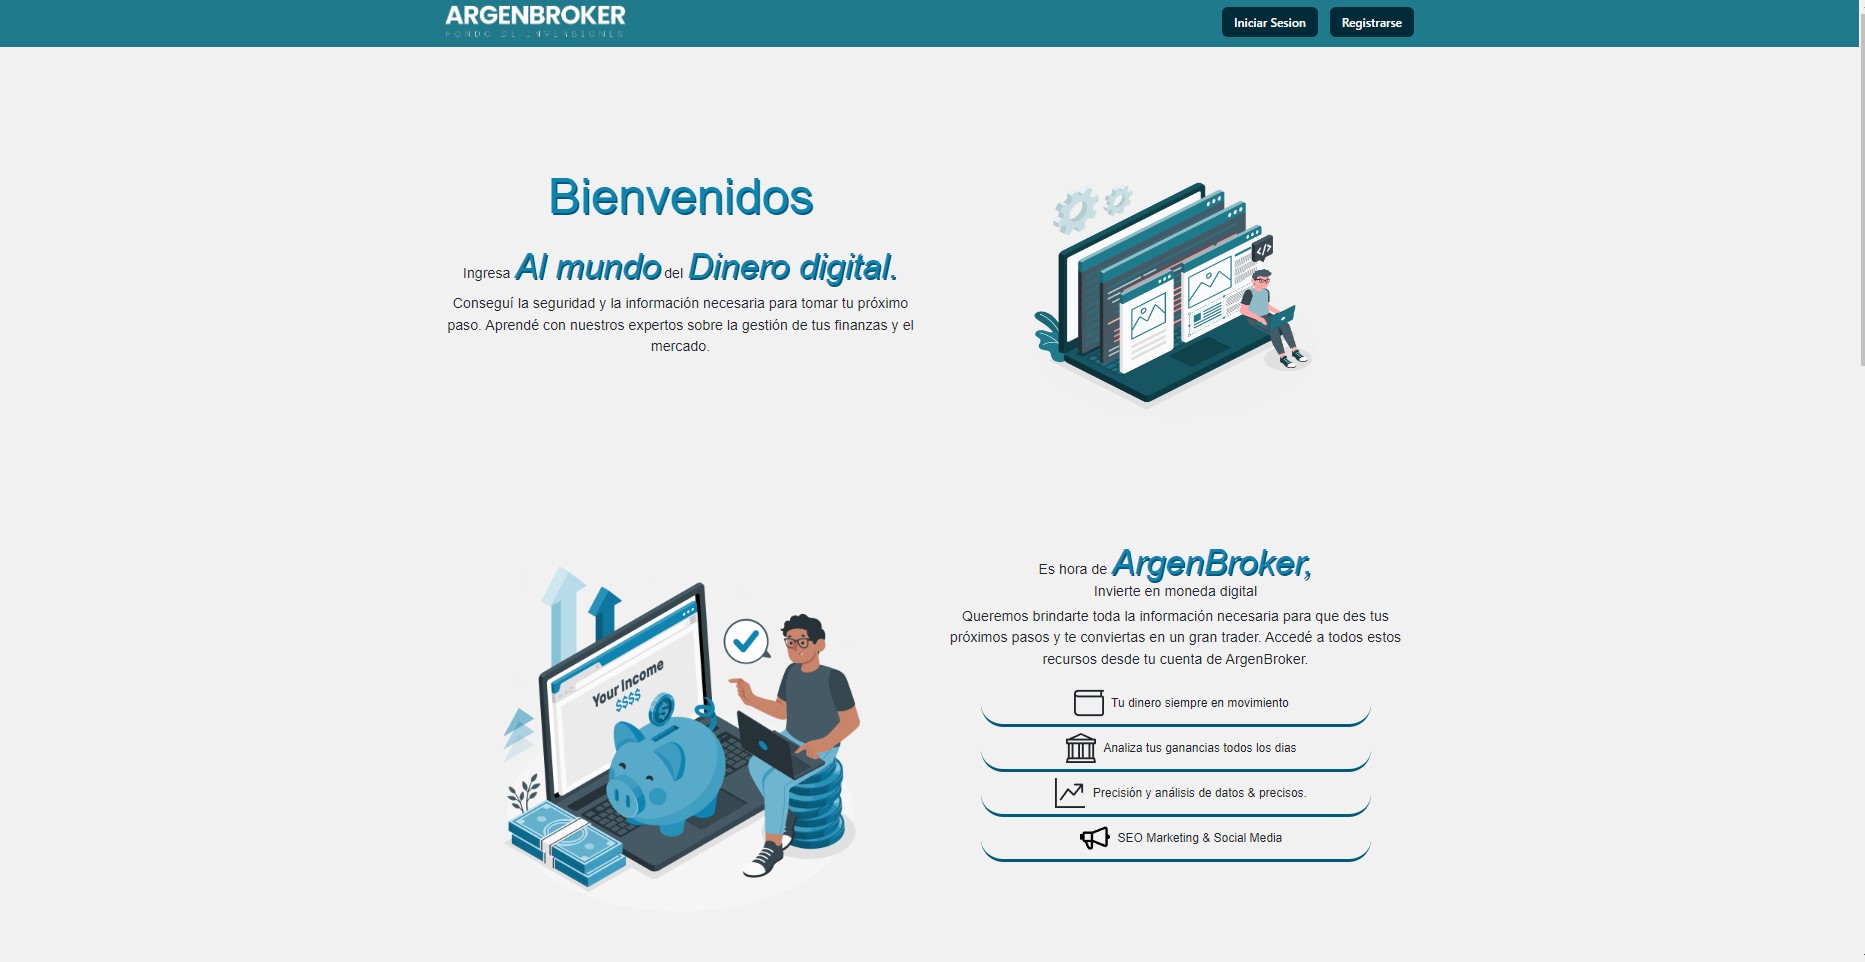 ARGENBROKER
FONDO DE INVERSIONES
Iniciar Sesion
Registrarse
Bienvenidos
Ingresa Al mundo del Dinero digital.
Conseguí la seguridad y la información necesaria para tomar tu próximo
paso. Aprendé con nuestros expertos sobre la gestión de tus finanzas y el
mercado.
Es hora de ArgenBroker,
Invierte en moneda digital
Queremos brindarte toda la información necesaria para que des tus
próximos pasos y te conviertas en un gran trader. Accedé a todos estos
recursos desde tu cuenta de ArgenBroker.
Your Income
$$$$
$
Tu dinero siempre en movimiento
Analiza tus ganancias todos los dias
Precisión y análisis de datos & precisos.
SEO Marketing & Social Media